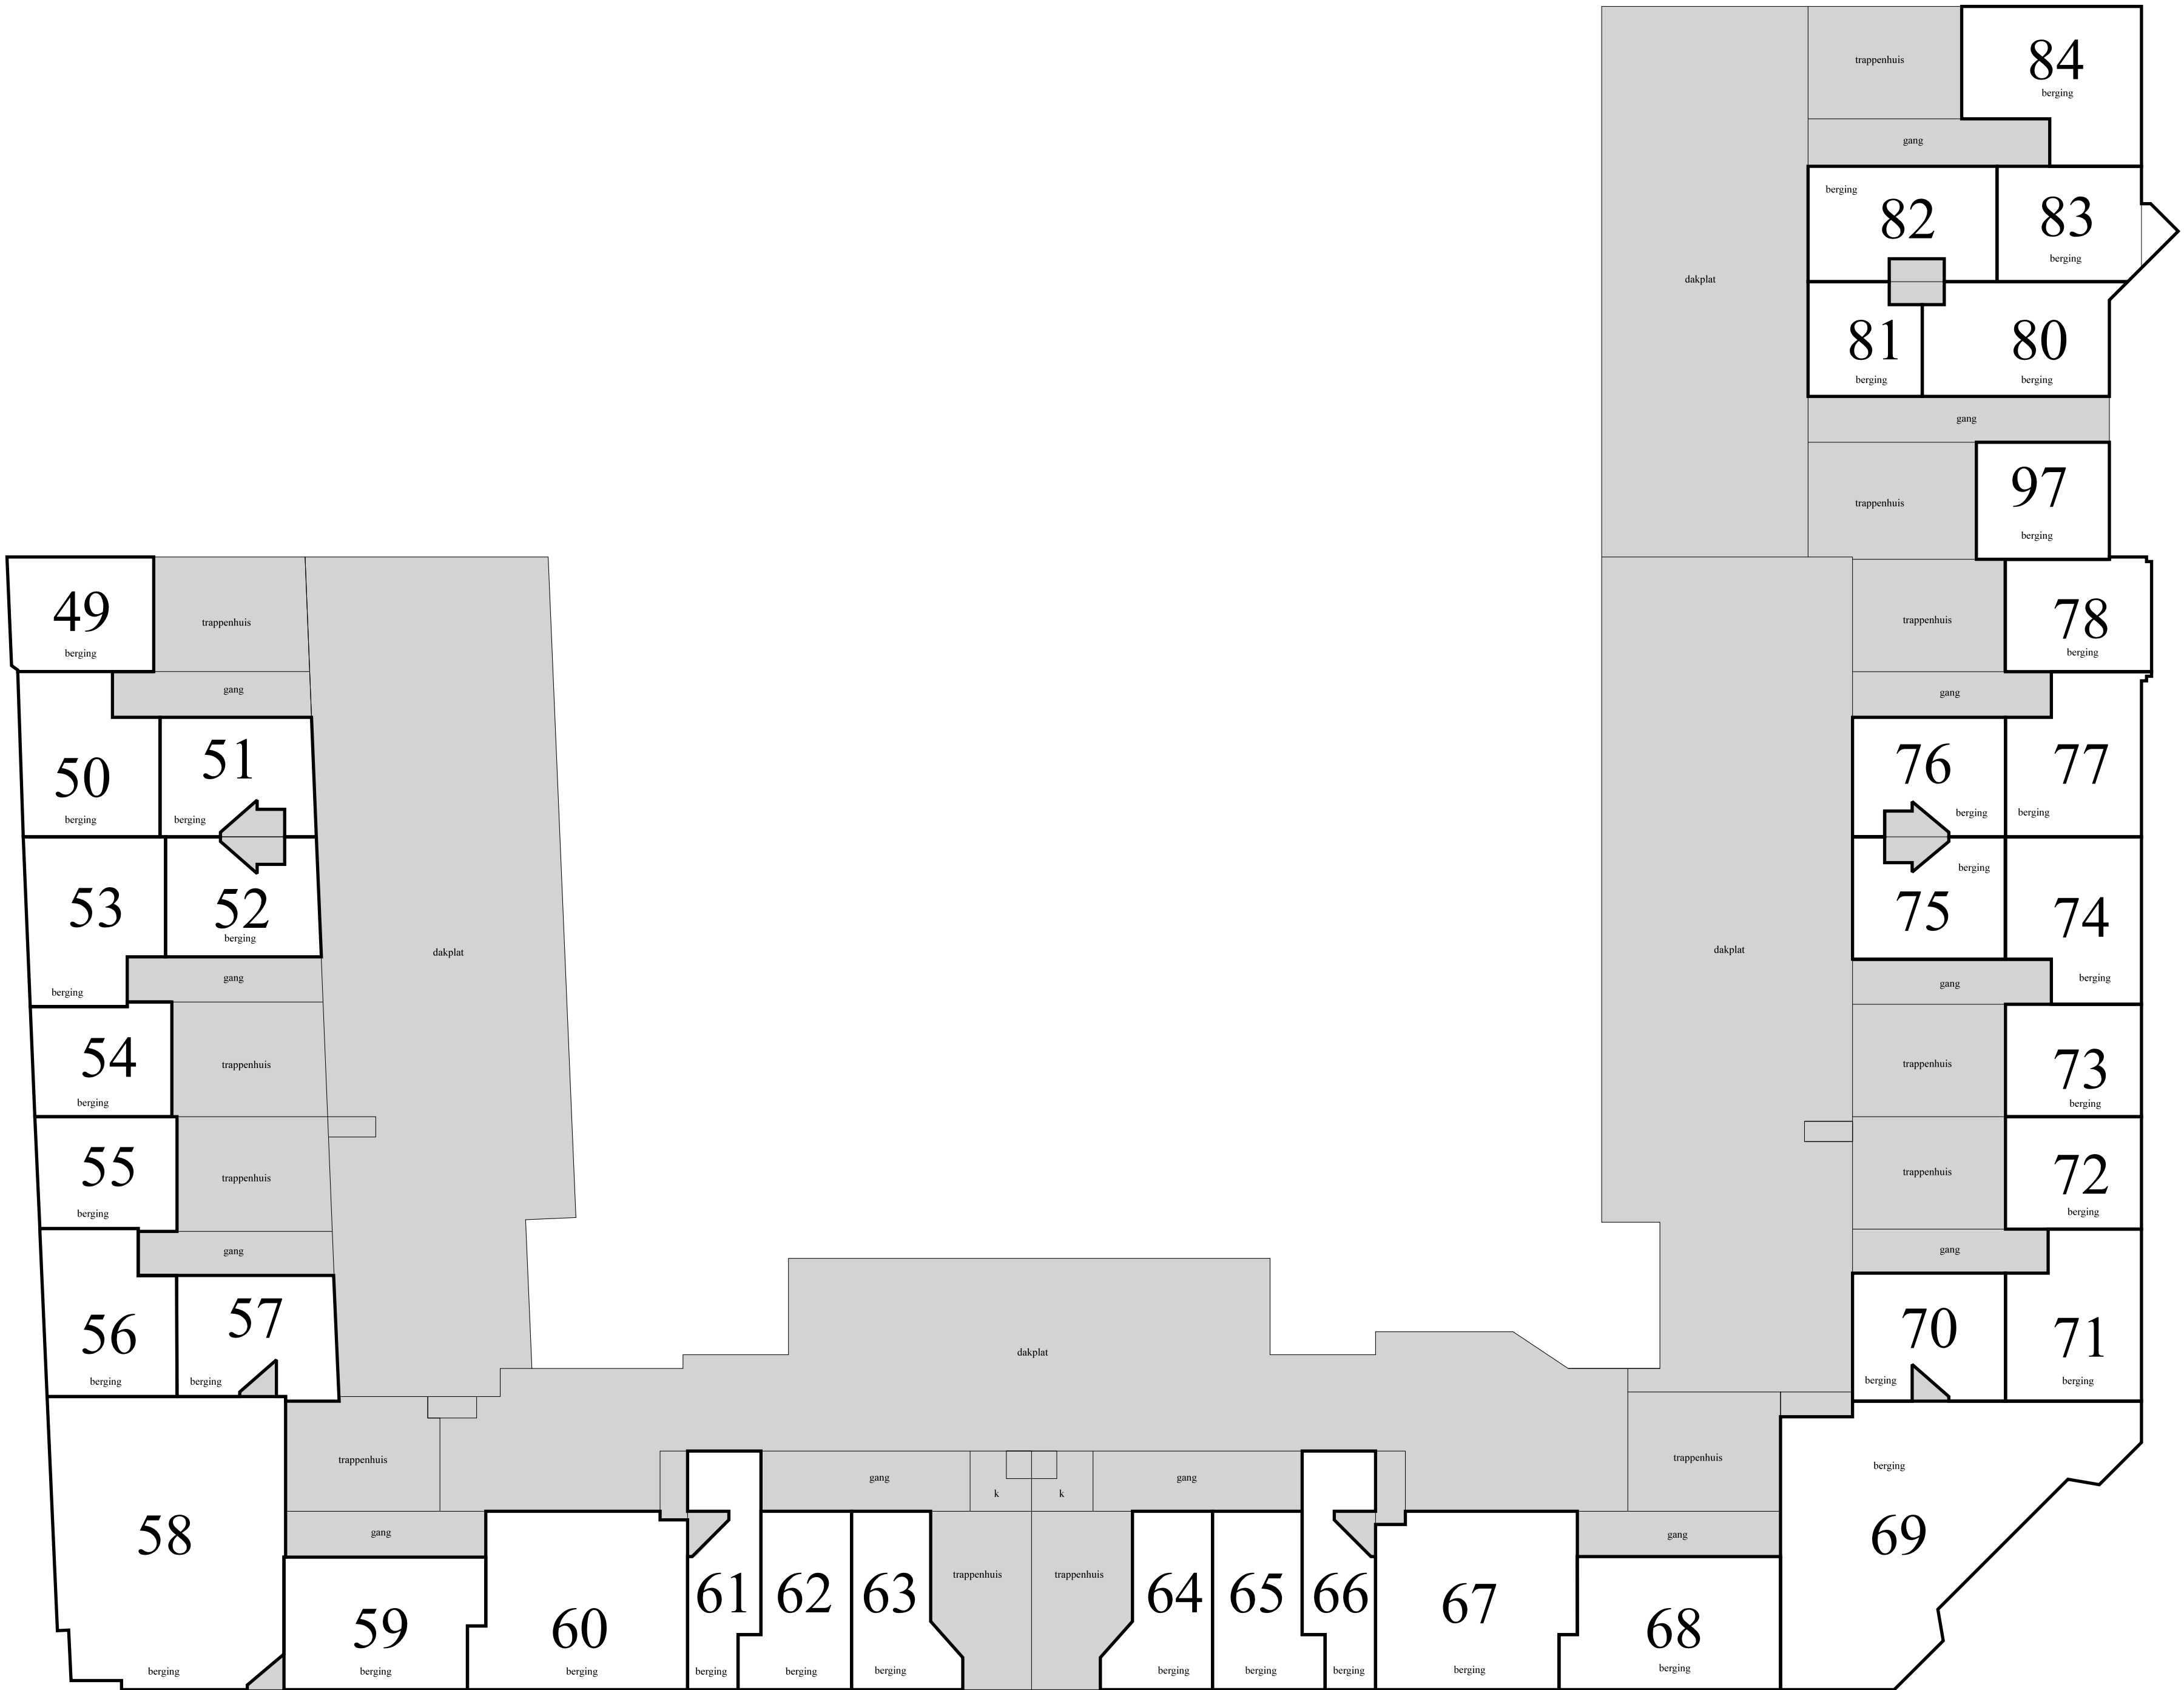 trappenhuis
84
berging
gang
berging
82
83
berging
dakplat
81
berging
80
berging
gang
97
berging
trappenhuis
49
berging
trappenhuis
trappenhuis
78
berging
gang
gang
50
berging
51
berging
76
berging
77
berging
53
berging
52
berging
75
berging
74
berging
dakplat
dakplat
gang
gang
54
berging
trappenhuis
trappenhuis
73
berging
55
berging
trappenhuis
trappenhuis
72
berging
gang
gang
56
berging
57
berging
dakplat
70
berging
71
berging
trappenhuis
gang
k
k
gang
trappenhuis
berging
69
58
berging
gang
gang
59
berging
60
berging
61
berging
62
berging
63
berging
trappenhuis
trappenhuis
64
berging
65
berging
66
berging
67
berging
68
berging